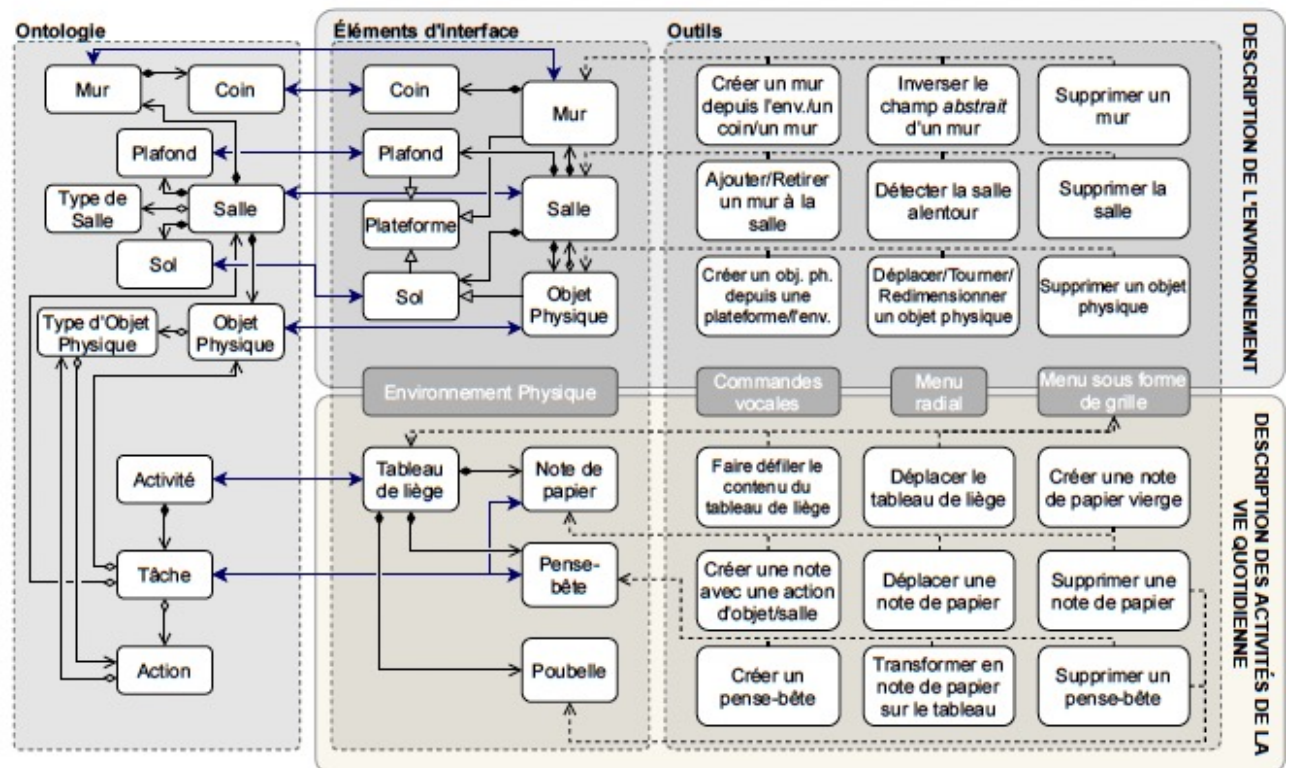 Ontologie
Mur
Coin
Plafond
Type de
Salle
Salle
Sol
Type d'Objet
Physique
Objet
Physique
Activité
Tâche
Action
Éléments d'interface
Coin
Mur
Plafond
Plateforme
Salle
Sol
Objet
Physique
Environnement Physique
Tableau
de liège
Note de
papier
Pense-
bête
Poubelle
Outils
Créer un mur
depuis l'env./un
coin/un mur
Inverser le
champ abstrait
d'un mur
Supprimer un
mur
Ajouter/Retirer
un mur à la
salle
Détecter la salle
alentour
Supprimer la
salle
Créer un obj. ph.
depuis une
plateforme/l'env.
Déplacer/Tourner/
Redimensionner
un objet physique
Supprimer un objet
physique
Commandes
vocales
Menu
radial
Menu sous forme
de grille
Faire défiler le
contenu du
tableau de liège
Déplacer le
tableau de liège
Créer une note
de papier vierge
Créer une note
avec une action
d'objet/salle
Déplacer une
note de papier
Supprimer une
note de papier
Créer un
pense-bête
Transformer en
note de papier
sur le tableau
Supprimer un
pense-bête
DESCRIPTION DE L'ENVIRONNEMENT
DESCRIPTION DES ACTIVITÉS DE LA
VIE QUOTIDIENNE